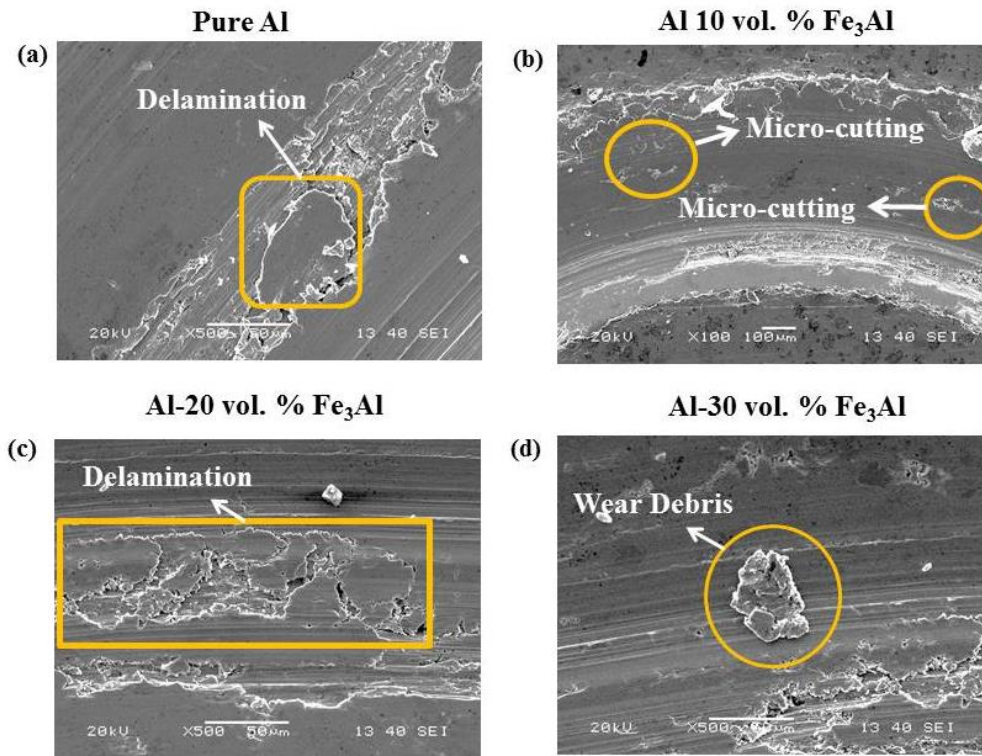 Pure Al
Al 10 vol. % Fe₃Al
(a)
Delamination
20kV X500 50µm 13 40 SEI
(b)
Micro-cutting
Micro-cutting
20kV X100 100µm 13 40 SEI
Al-20 vol. % Fe₃Al
Al-30 vol. % Fe₃Al
(c)
Delamination
20kV X500 50µm 13 40 SEI
(d)
Wear Debris
20kV X500 50µm 13 40 SEI